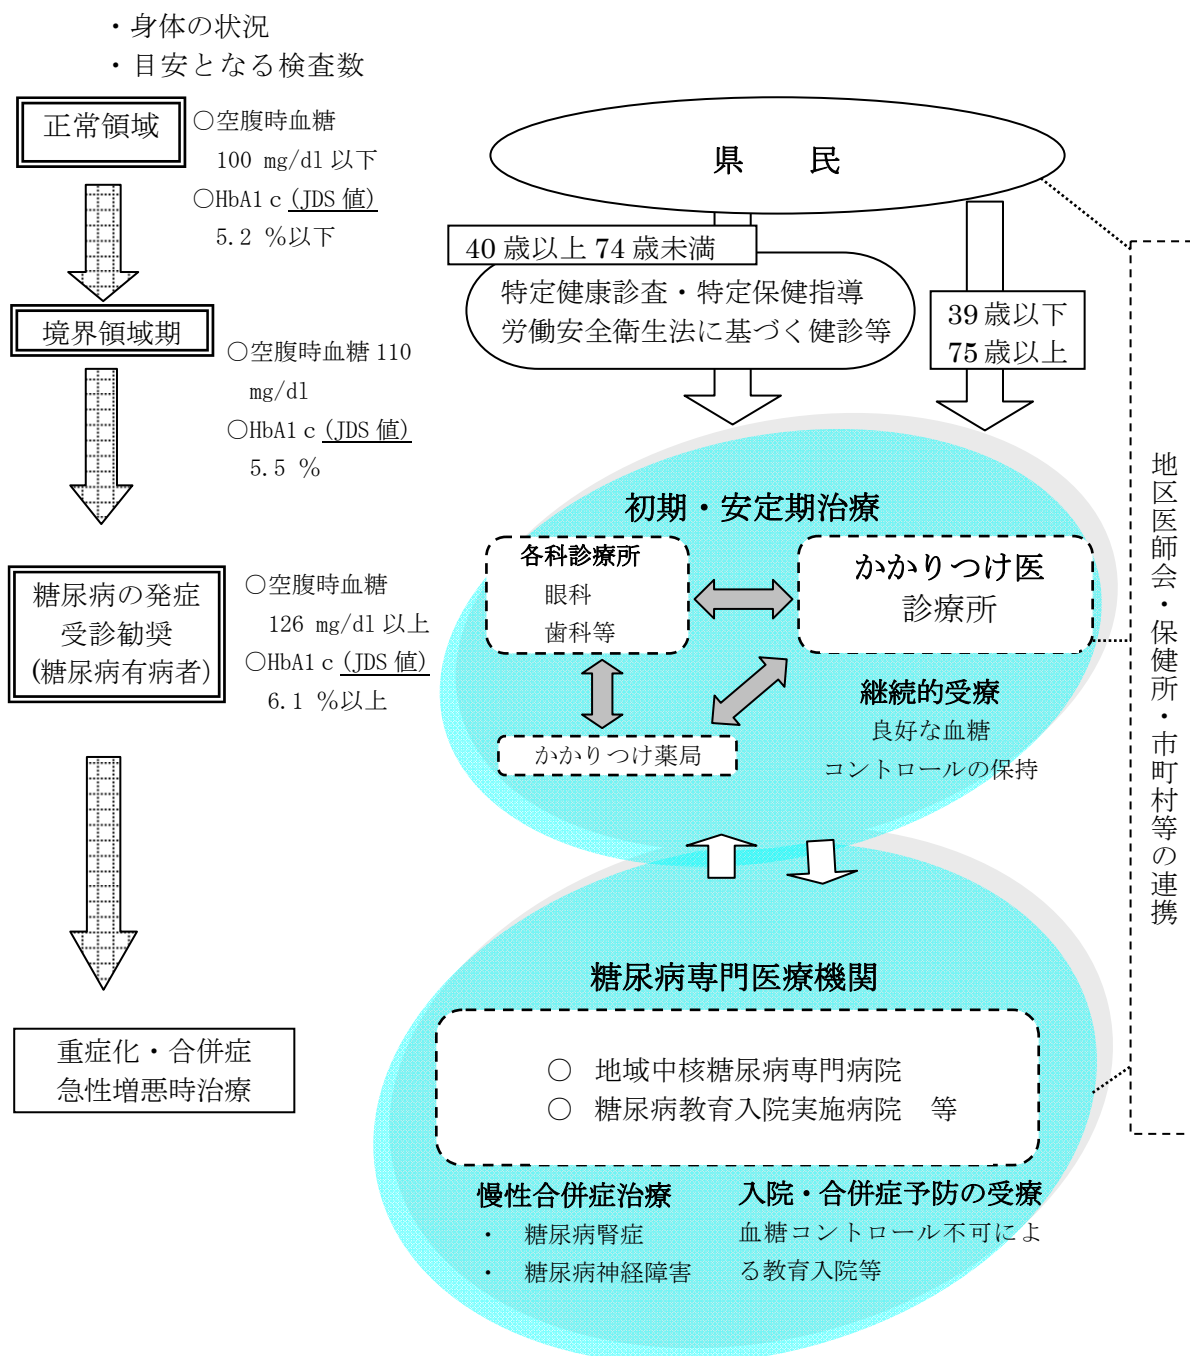 ・身体の状況
・目安となる検査数
正常領域
○空腹時血糖
100 mg/dl 以下
○HbA1ｃ(JDS 値)
5.2 %以下
境界領域期
○空腹時血糖 110
mg/dl
○HbA1ｃ(JDS 値)
5.5 %
糖尿病の発症
受診勧奨
(糖尿病有病者)
○空腹時血糖
126 mg/dl 以上
○HbA1ｃ(JDS 値)
6.1 %以上
重症化・合併症
急性増悪時治療
県　　民
40 歳以上 74 歳未満
特定健康診査・特定保健指導
労働安全衛生法に基づく健診等
39 歳以下
75 歳以上
初期・安定期治療
各科診療所
眼科
歯科等
かかりつけ医
診療所
かかりつけ薬局
継続的受療
良好な血糖
コントロールの保持
糖尿病専門医療機関
○　地域中核糖尿病専門病院
○　糖尿病教育入院実施病院　等
慢性合併症治療
・　糖尿病腎症
・　糖尿病神経障害
入院・合併症予防の受療
血糖コントロール不可によ
る教育入院等
地区医師会・保健所・市町村等の連携